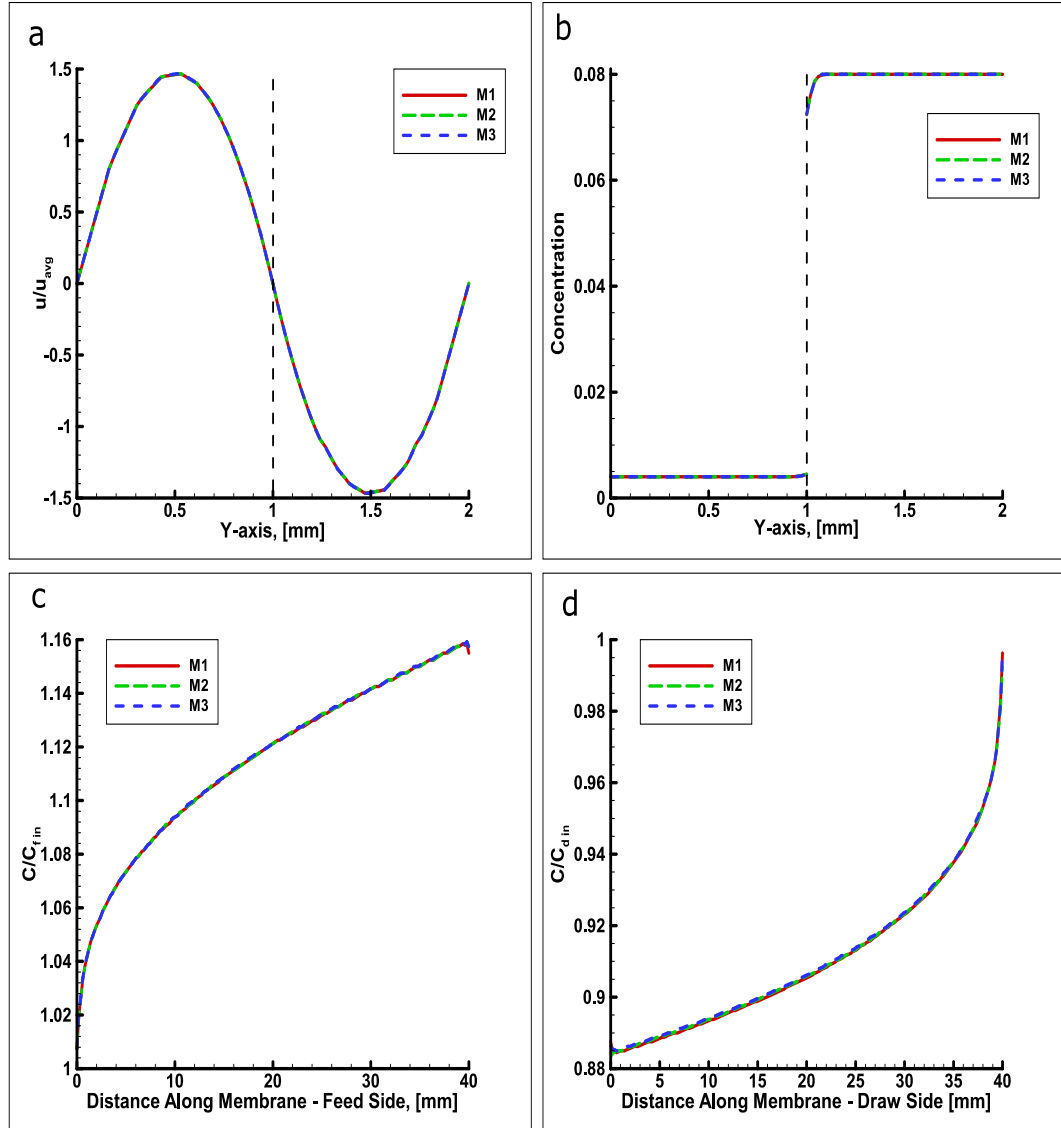 a
1.5
1
0.5
0
-0.5
-1
-1.5
u/u_avg
0
0.5
1
1.5
2
Y-axis, [mm]
M1
M2
M3
b
0.08
0.06
0.04
0.02
0
Concentration
0
0.5
1
1.5
2
Y-axis, [mm]
M1
M2
M3
c
1.16
1.14
1.12
1.1
1.08
1.06
1.04
1.02
1
C/C_f in
0
10
20
30
40
Distance Along Membrane - Feed Side, [mm]
M1
M2
M3
d
1
0.98
0.96
0.94
0.92
0.9
0.88
C/C_d in
0
5
10
15
20
25
30
35
40
Distance Along Membrane - Draw Side [mm]
M1
M2
M3